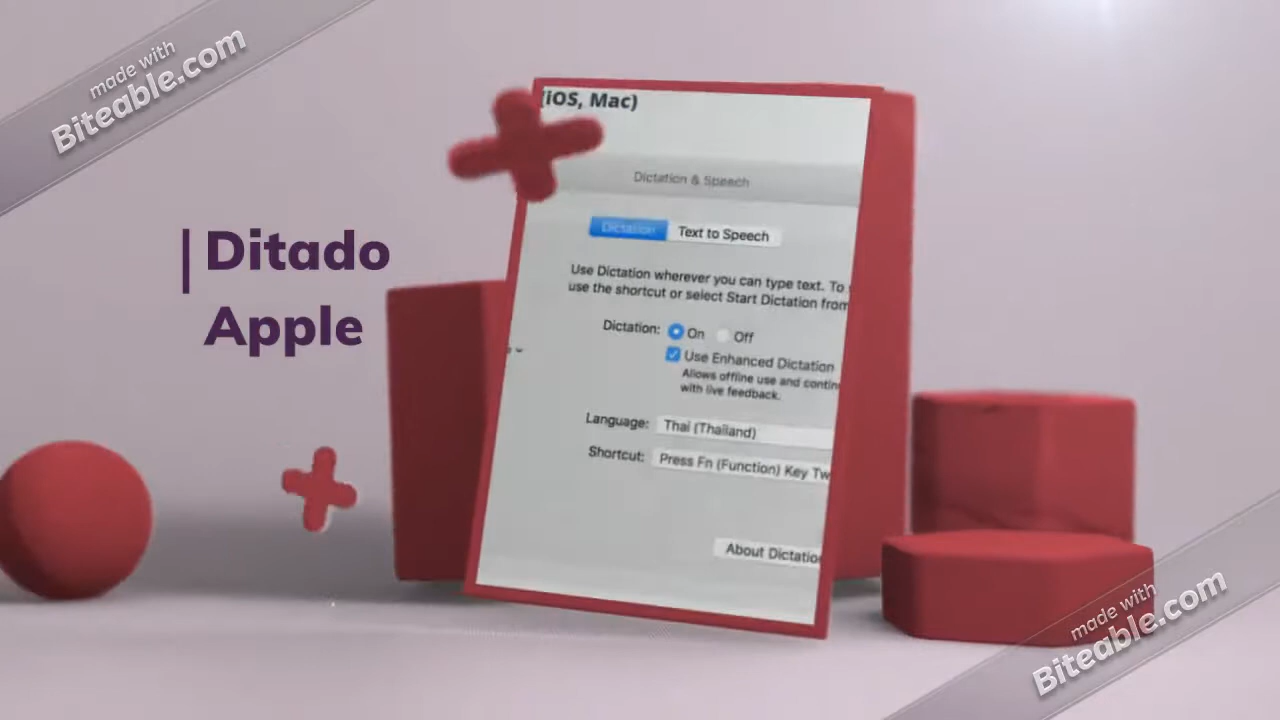 made with
Biteable.com
(iOS, Mac)
Dictation & Speech
Dictation
Text to Speech
Ditado
Apple
Use Dictation wherever you can type text. To
use the shortcut or select Start Dictation from
Dictation: On Off
Use Enhanced Dictation
Allows offline use and contin
with live feedback.
Language: Thai (Thailand)
Shortcut: Press Fn (Function) Key Tw
About Dictatio
made with
Biteable.com